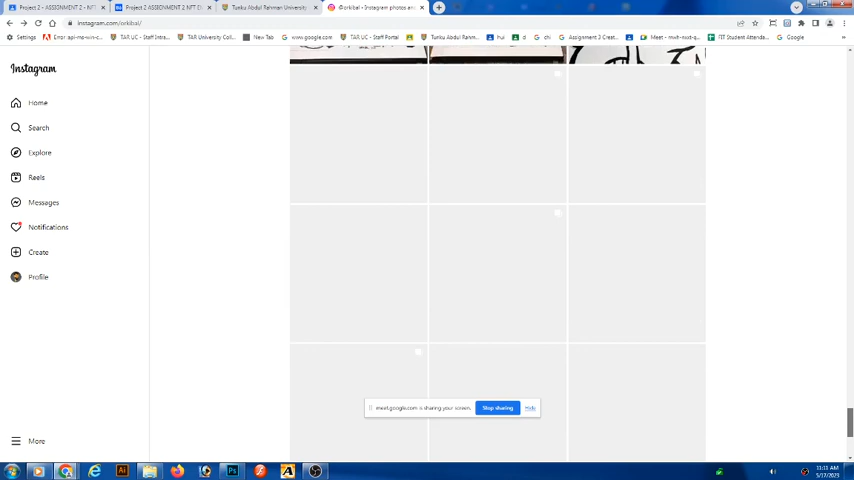 Project 2 - ASSIGNMENT 2 - NFT
Project 2 ASSIGNMENT 2 NFT
Tunku Abdul Rahman University
@orkibal • Instagram photos an
instagram.com/orkibal/
Settings
TAR UC - Staff Intra...
TAR University Coll...
New Tab
www.google.com
TAR UC - Staff Portal
Tunku Abdul Rahm...
hui
d
chi
Assignment 3 Creat...
FIT Student Attenda...
Google
Instagram
Home
Search
Explore
Reels
Messages
Notifications
Create
Profile
meet.google.com is sharing your screen.
Stop sharing
Hide
More
11:11 AM
5/17/2023